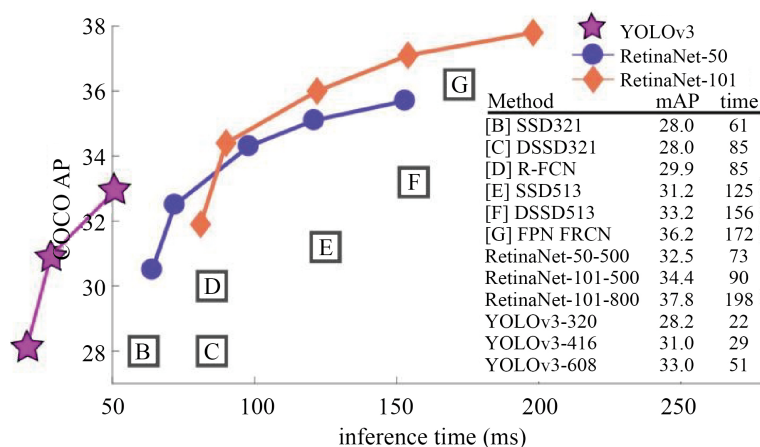 38
36
34
32
30
28
COCO AP
50
100
150
200
250
inference time (ms)
YOLOv3
RetinaNet-50
RetinaNet-101
B
C
D
E
F
G
Method mAP time
[B] SSD321 28.0 61
[C] DSSD321 28.0 85
[D] R-FCN 29.9 85
[E] SSD513 31.2 125
[F] DSSD513 33.2 156
[G] FPN FRCN 36.2 172
RetinaNet-50-500 32.5 73
RetinaNet-101-500 34.4 90
RetinaNet-101-800 37.8 198
YOLOv3-320 28.2 22
YOLOv3-416 31.0 29
YOLOv3-608 33.0 51